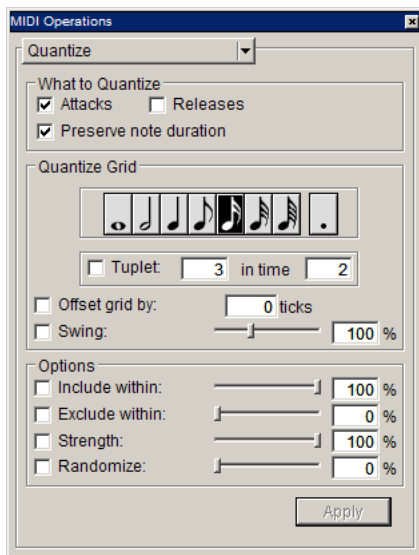 MIDI Operations
Quantize
What to Quantize
Attacks Releases
Preserve note duration
Quantize Grid
Tuplet: 3 in time 2
Offset grid by: 0 ticks
Swing: 100 %
Options
Include within: 100 %
Exclude within: 0 %
Strength: 100 %
Randomize: 0 %
Apply